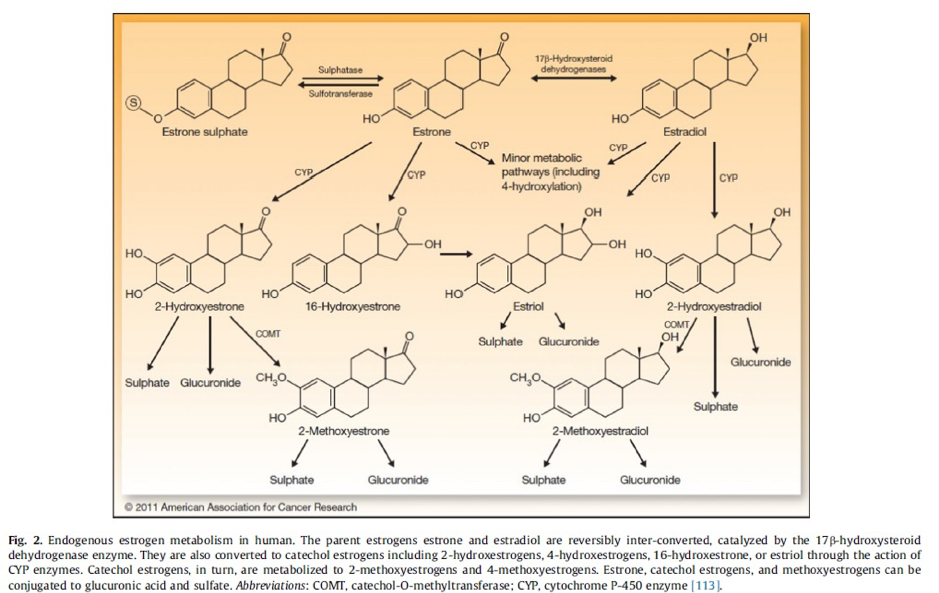 O
O
OH
Sulphatase
Sulfotransferase
17β-Hydroxysteroid
dehydrogenases
S
O
HO
HO
Estrone sulphate
Estrone
Estradiol
CYP
CYP
CYP
CYP
CYP
CYP
Minor metabolic
pathways (including
4-hydroxylation)
O
O
OH
OH
HO
OH
OH
HO
HO
HO
HO
HO
2-Hydroxyestrone
16-Hydroxyestrone
Estriol
2-Hydroxyestradiol
COMT
COMT
Sulphate
Glucuronide
Sulphate
Glucuronide
Glucuronide
Sulphate
O
OH
CH₃O
CH₃O
HO
HO
2-Methoxyestrone
2-Methoxyestradiol
Sulphate
Glucuronide
Sulphate
Glucuronide
© 2011 American Association for Cancer Research
Fig. 2. Endogenous estrogen metabolism in human. The parent estrogens estrone and estradiol are reversibly inter-converted, catalyzed by the 17β-hydroxysteroid
dehydrogenase enzyme. They are also converted to catechol estrogens including 2-hydroxestrogens, 4-hydroxestrogens, 16-hydroxestrone, or estriol through the action of
CYP enzymes. Catechol estrogens, in turn, are metabolized to 2-methoxyestrogens and 4-methoxyestrogens. Estrone, catechol estrogens, and methoxyestrogens can be
conjugated to glucuronic acid and sulfate. Abbreviations: COMT, catechol-O-methyltransferase; CYP, cytochrome P-450 enzyme [113].